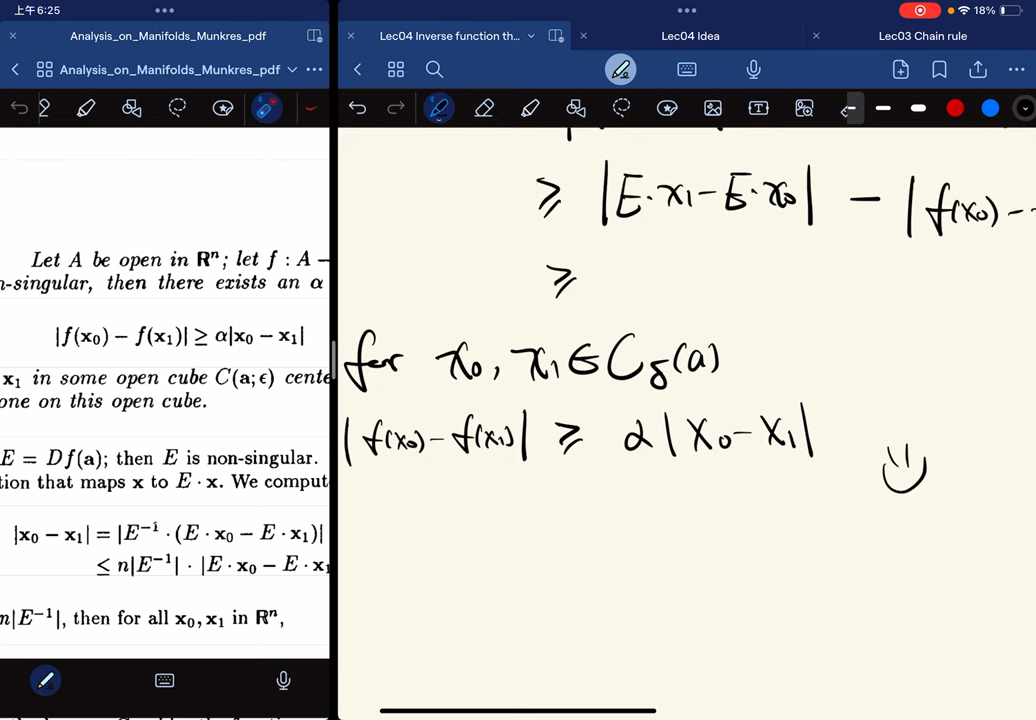 上午 6:25
18%
Analysis_on_Manifolds_Munkres_pdf
Analysis_on_Manifolds_Munkres_pdf
Let A be open in Rⁿ; let f : A –
n-singular, then there exists an α
|f(x₀) − f(x₁)| ≥ α|x₀ − x₁|
x₁ in some open cube C(a; ϵ) cente
one on this open cube.
E = Df(a); then E is non-singular.
tion that maps x to E · x. We comput
|x₀ − x₁| = |E⁻¹ · (E · x₀ − E · x₁)|
≤ n|E⁻¹| · |E · x₀ − E · x₁
n|E⁻¹|, then for all x₀, x₁ in Rⁿ,
Lec04 Inverse function th...
Lec04 Idea
Lec03 Chain rule
≥ |E·x₁ − E·x₀| − |f(x₀) −
≥
for x₀, x₁ ∈ C_δ(a)
|f(x₀) − f(x₁)| ≥ α|x₀ − x₁|